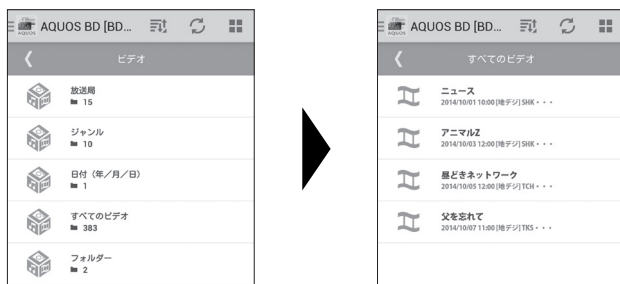 AQUOS
AQUOS BD [BD...
ビデオ
放送局
15
ジャンル
10
日付（年／月／日）
1
すべてのビデオ
383
フォルダー
2
AQUOS
AQUOS BD [BD...
すべてのビデオ
ニュース
2014/10/01 10:00 [地デジ] SHK・・・
アニマルZ
2014/10/03 12:00 [地デジ] SHK・・・
昼どきネットワーク
2014/10/05 12:00 [地デジ] TCH・・・
父を忘れて
2014/10/07 11:00 [地デジ] TKS・・・